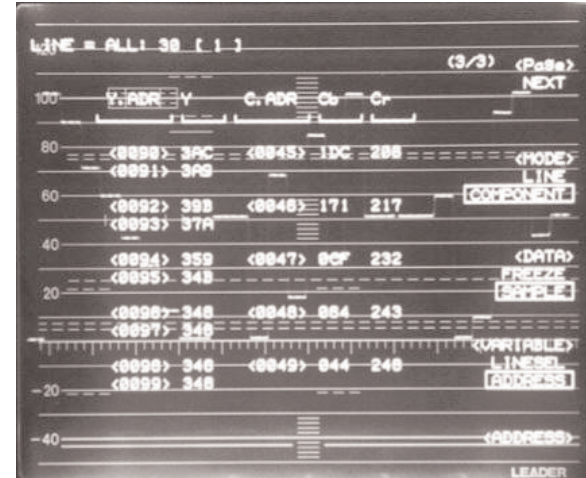 LINE = ALL: 30 [ 1 ]
(3/3) <PaGe>
NEXT
100 Y.ADR Y C.ADR Cb Cr
80 <0090> 3AC <0045> 1DC 208 <MODE>
<0091> 3A9 LINE
60 <0092> 39B <0046> 171 217 COMPONENT
<0093> 37A
40
<0094> 359 <0047> 0CF 232 <DATA>
<0095> 34B FREEZE
20 SAMPLE
<0096> 348 <0048> 064 243
<0097> 348
<VARIABLE>
<0098> 348 <0049> 044 248 LINESEL
<0099> 348 ADDRESS
-20
-40 <ADDRESS>
LEADER